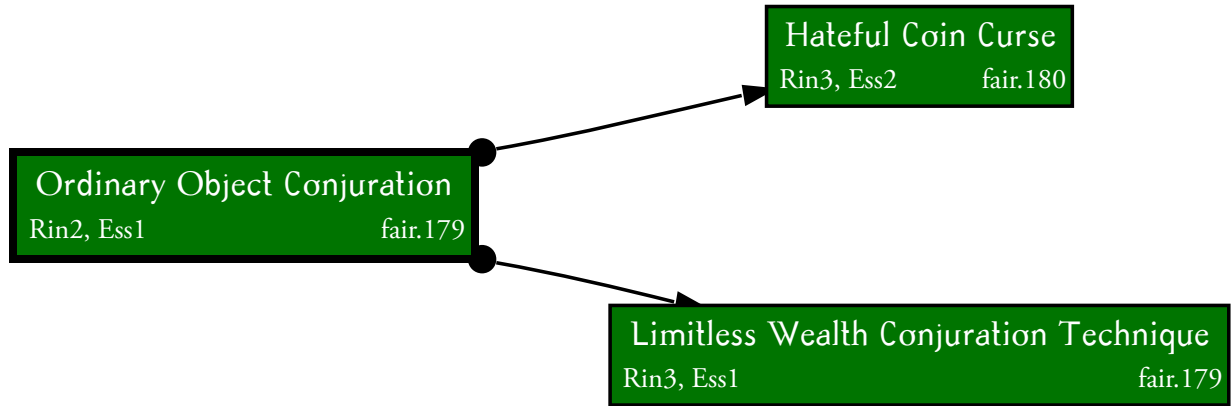 Hateful Coin Curse
Rin3, Ess2 fair.180
Ordinary Object Conjuration
Rin2, Ess1 fair.179
Limitless Wealth Conjuration Technique
Rin3, Ess1 fair.179